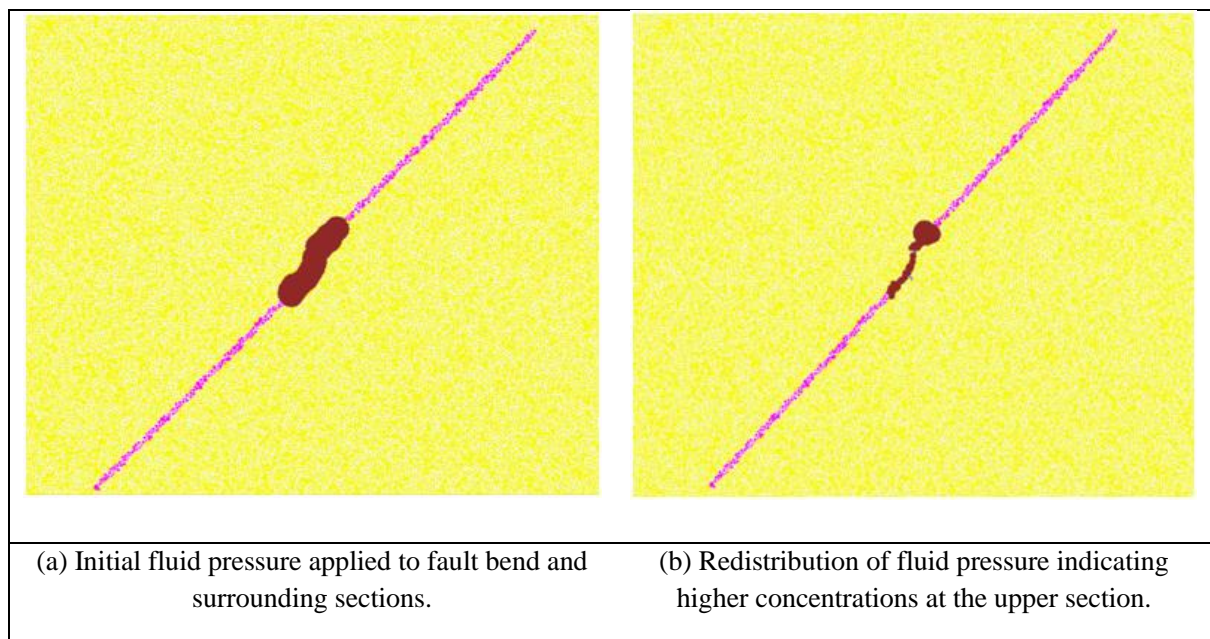 (a) Initial fluid pressure applied to fault bend and
surrounding sections.
(b) Redistribution of fluid pressure indicating
higher concentrations at the upper section.